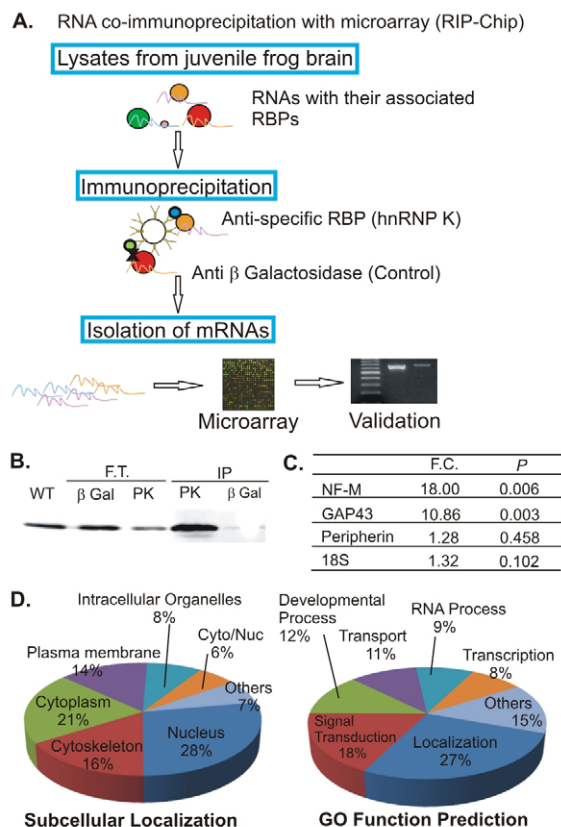 A. RNA co-immunoprecipitation with microarray (RIP-Chip)
Lysates from juvenile frog brain
RNAs with their associated
RBPs
Immunoprecipitation
Anti-specific RBP (hnRNP K)
Anti β Galactosidase (Control)
Isolation of mRNAs
Microarray
Validation
B.
F.T. IP
WT β Gal PK PK β Gal
C.
F.C. P
NF-M 18.00 0.006
GAP43 10.86 0.003
Peripherin 1.28 0.458
18S 1.32 0.102
D.
Intracellular Organelles
8%
Cyto/Nuc
6%
Plasma membrane
14%
Others
7%
Cytoplasm
21%
Nucleus
28%
Cytoskeleton
16%
Subcellular Localization
Developmental
Process
12%
RNA Process
9%
Transport
11%
Transcription
8%
Others
15%
Signal
Transduction
18%
Localization
27%
GO Function Prediction